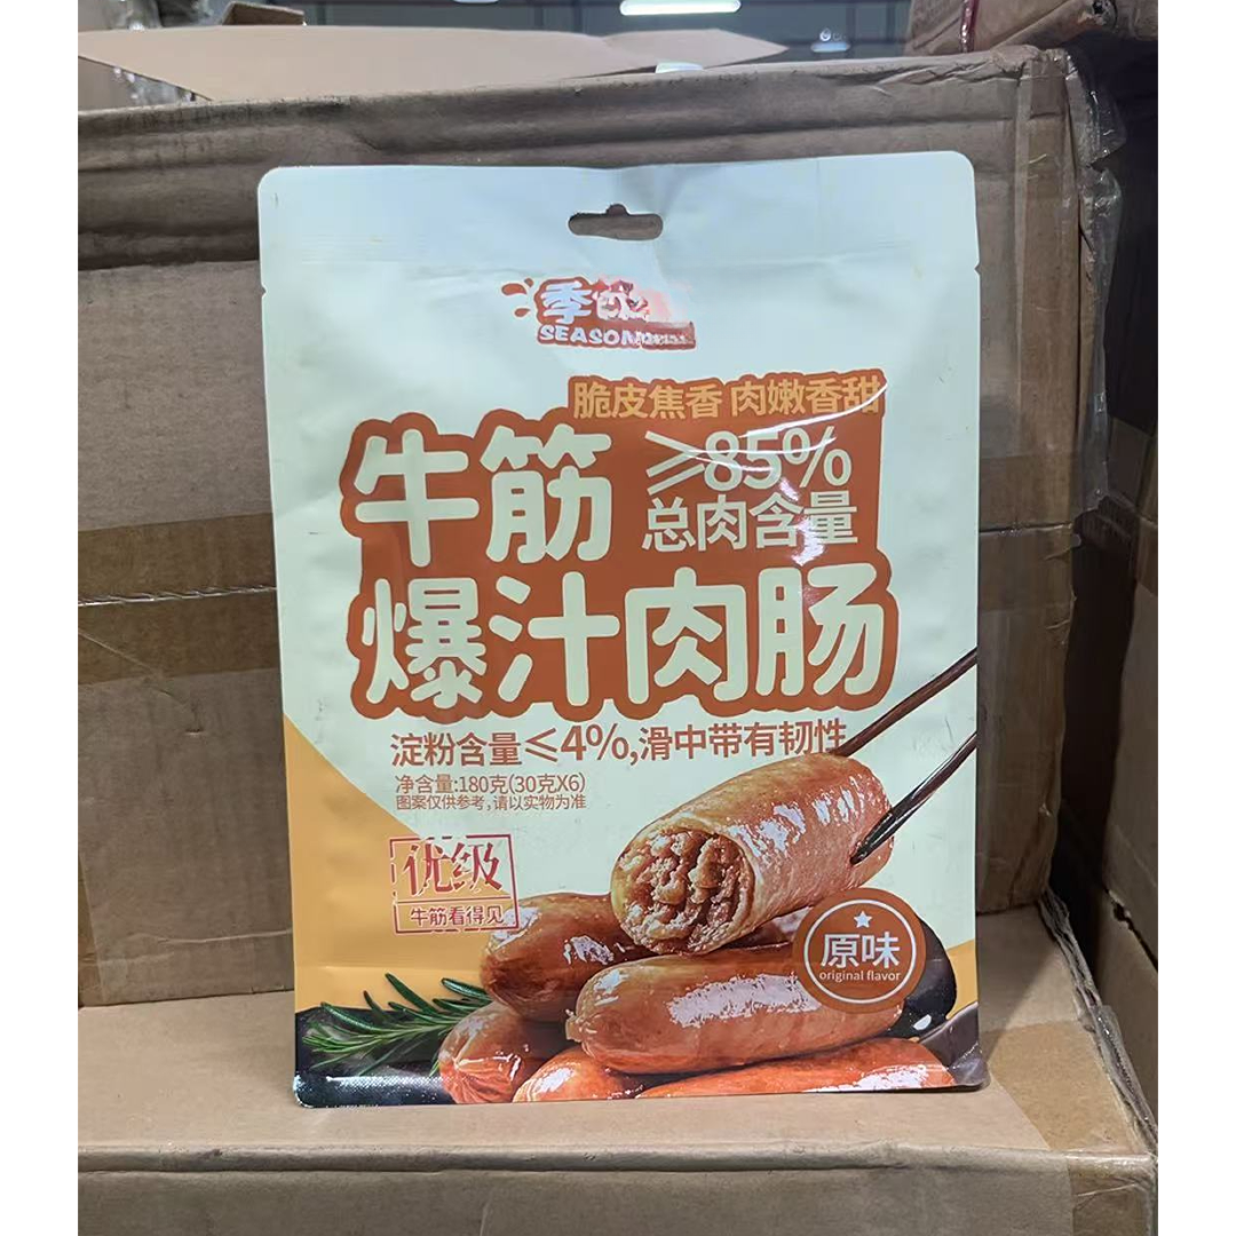 季
SEASON
脆皮焦香 肉嫩香甜
牛筋
≥85%
总肉含量
爆汁肉肠
淀粉含量≤4%,滑中带有韧性
净含量:180克(30克X6)
图案仅供参考,请以实物为准
优级
牛筋看得见
原味
original flavor